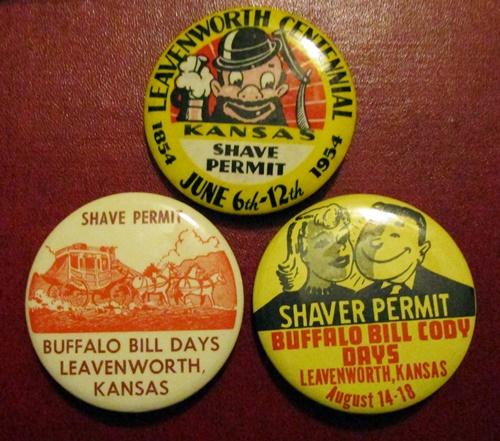 LEAVENWORTH CENTENNIAL
1854
KANSAS
1954
SHAVE
PERMIT
JUNE 6th-12th
SHAVE PERMIT
BUFFALO BILL DAYS
LEAVENWORTH,
KANSAS
SHAVER PERMIT
BUFFALO BILL CODY
DAYS
LEAVENWORTH, KANSAS
August 14-18